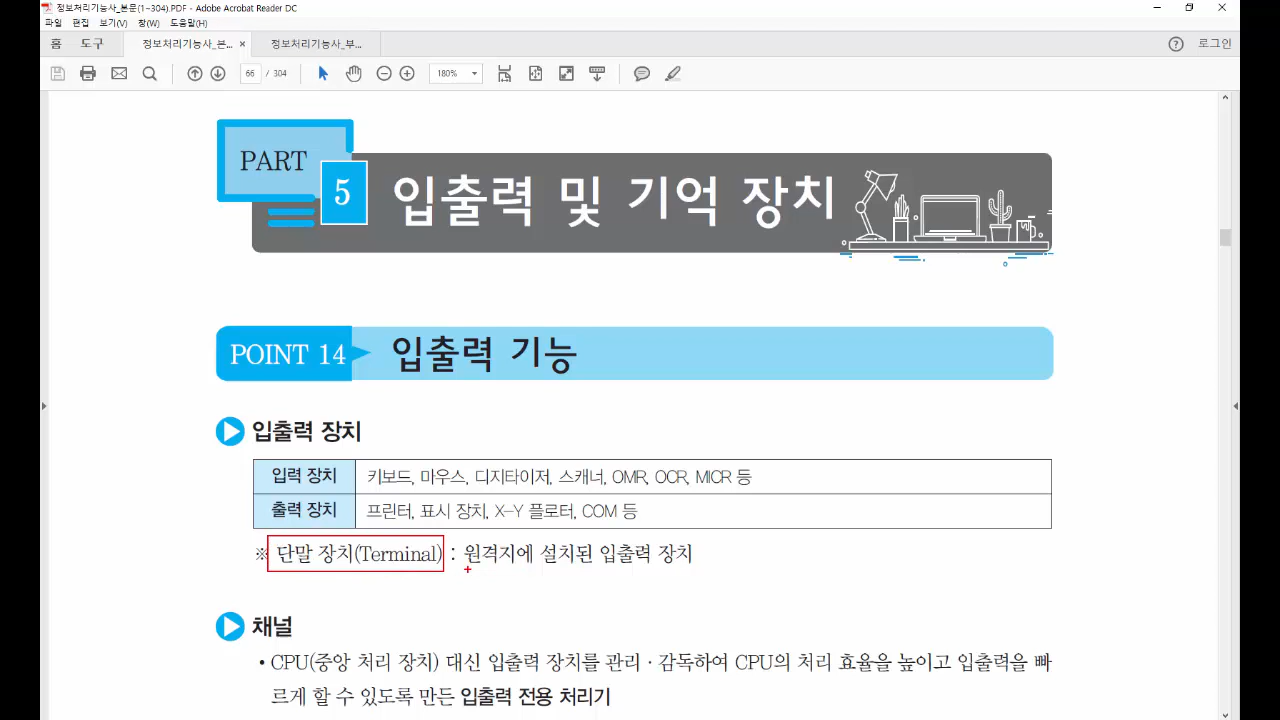 정보처리기능사_본문(1~304).PDF - Adobe Acrobat Reader DC
파일 편집 보기(V) 창(W) 도움말(H)
홈 도구 정보처리기능사_본... × 정보처리기능사_부... 로그인
66 / 304 180%
PART
5 입출력 및 기억 장치
POINT 14 입출력 기능
입출력 장치
입력 장치 키보드, 마우스, 디지타이저, 스캐너, OMR, OCR, MICR 등
출력 장치 프린터, 표시 장치, X-Y 플로터, COM 등
※ 단말 장치(Terminal) : 원격지에 설치된 입출력 장치
채널
• CPU(중앙 처리 장치) 대신 입출력 장치를 관리 · 감독하여 CPU의 처리 효율을 높이고 입출력을 빠
르게 할 수 있도록 만든 입출력 전용 처리기